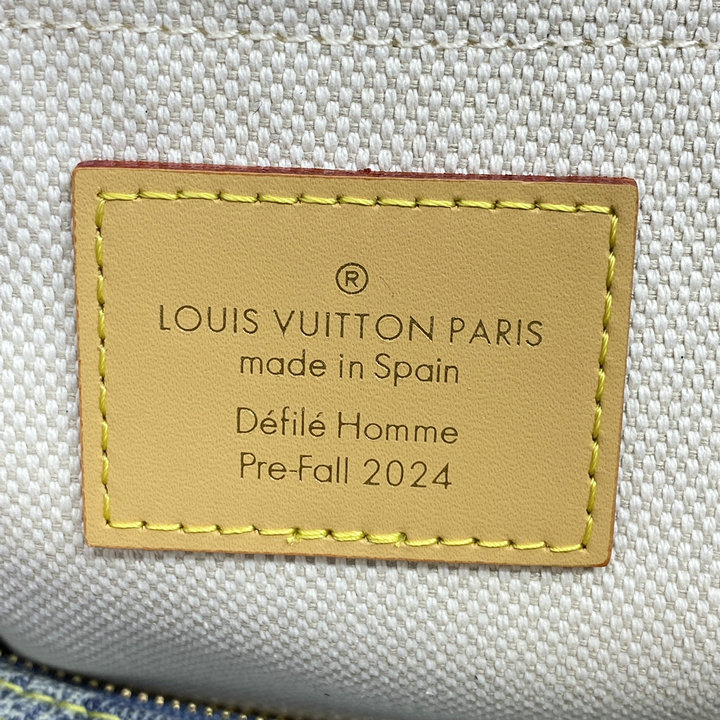 ®
LOUIS VUITTON PARIS
made in Spain
Défilé Homme
Pre-Fall 2024